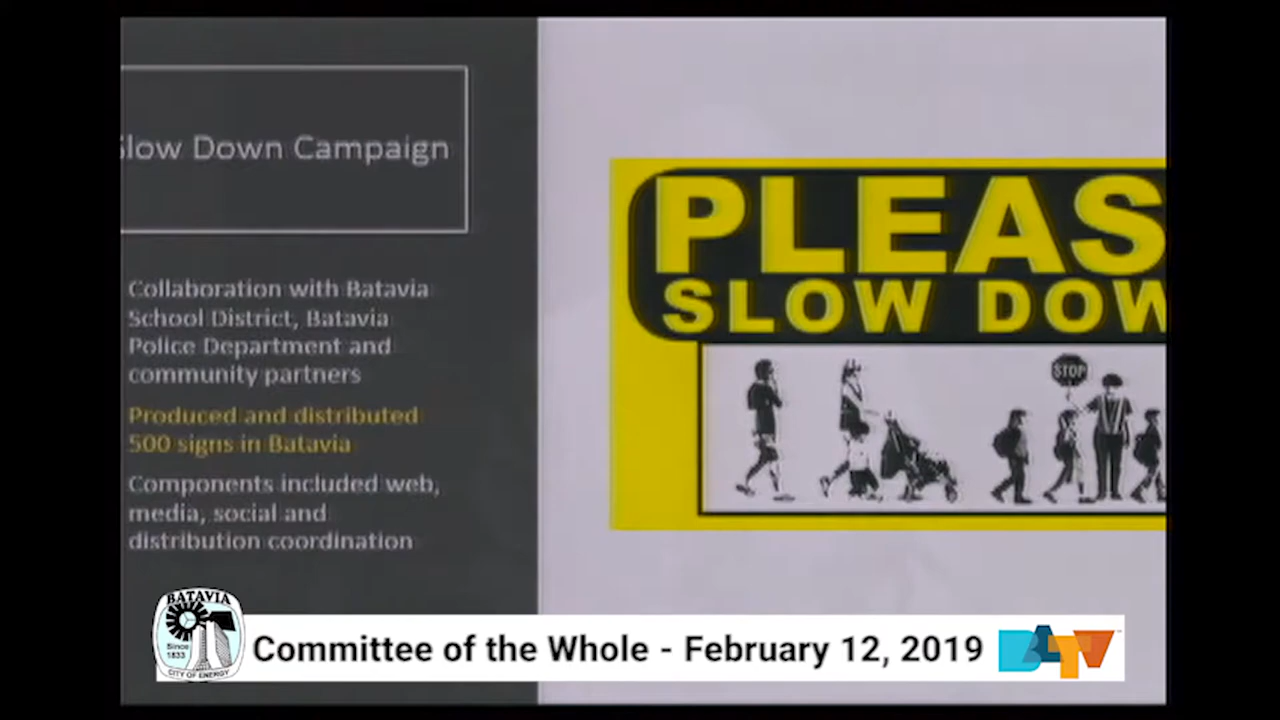 Slow Down Campaign
Collaboration with Batavia
School District, Batavia
Police Department and
community partners
Produced and distributed
500 signs in Batavia
Components included web,
media, social and
distribution coordination
PLEAS
SLOW DOW
STOP
BATAVIA
Since
1833
CITY OF ENERGY
Committee of the Whole - February 12, 2019
BATV